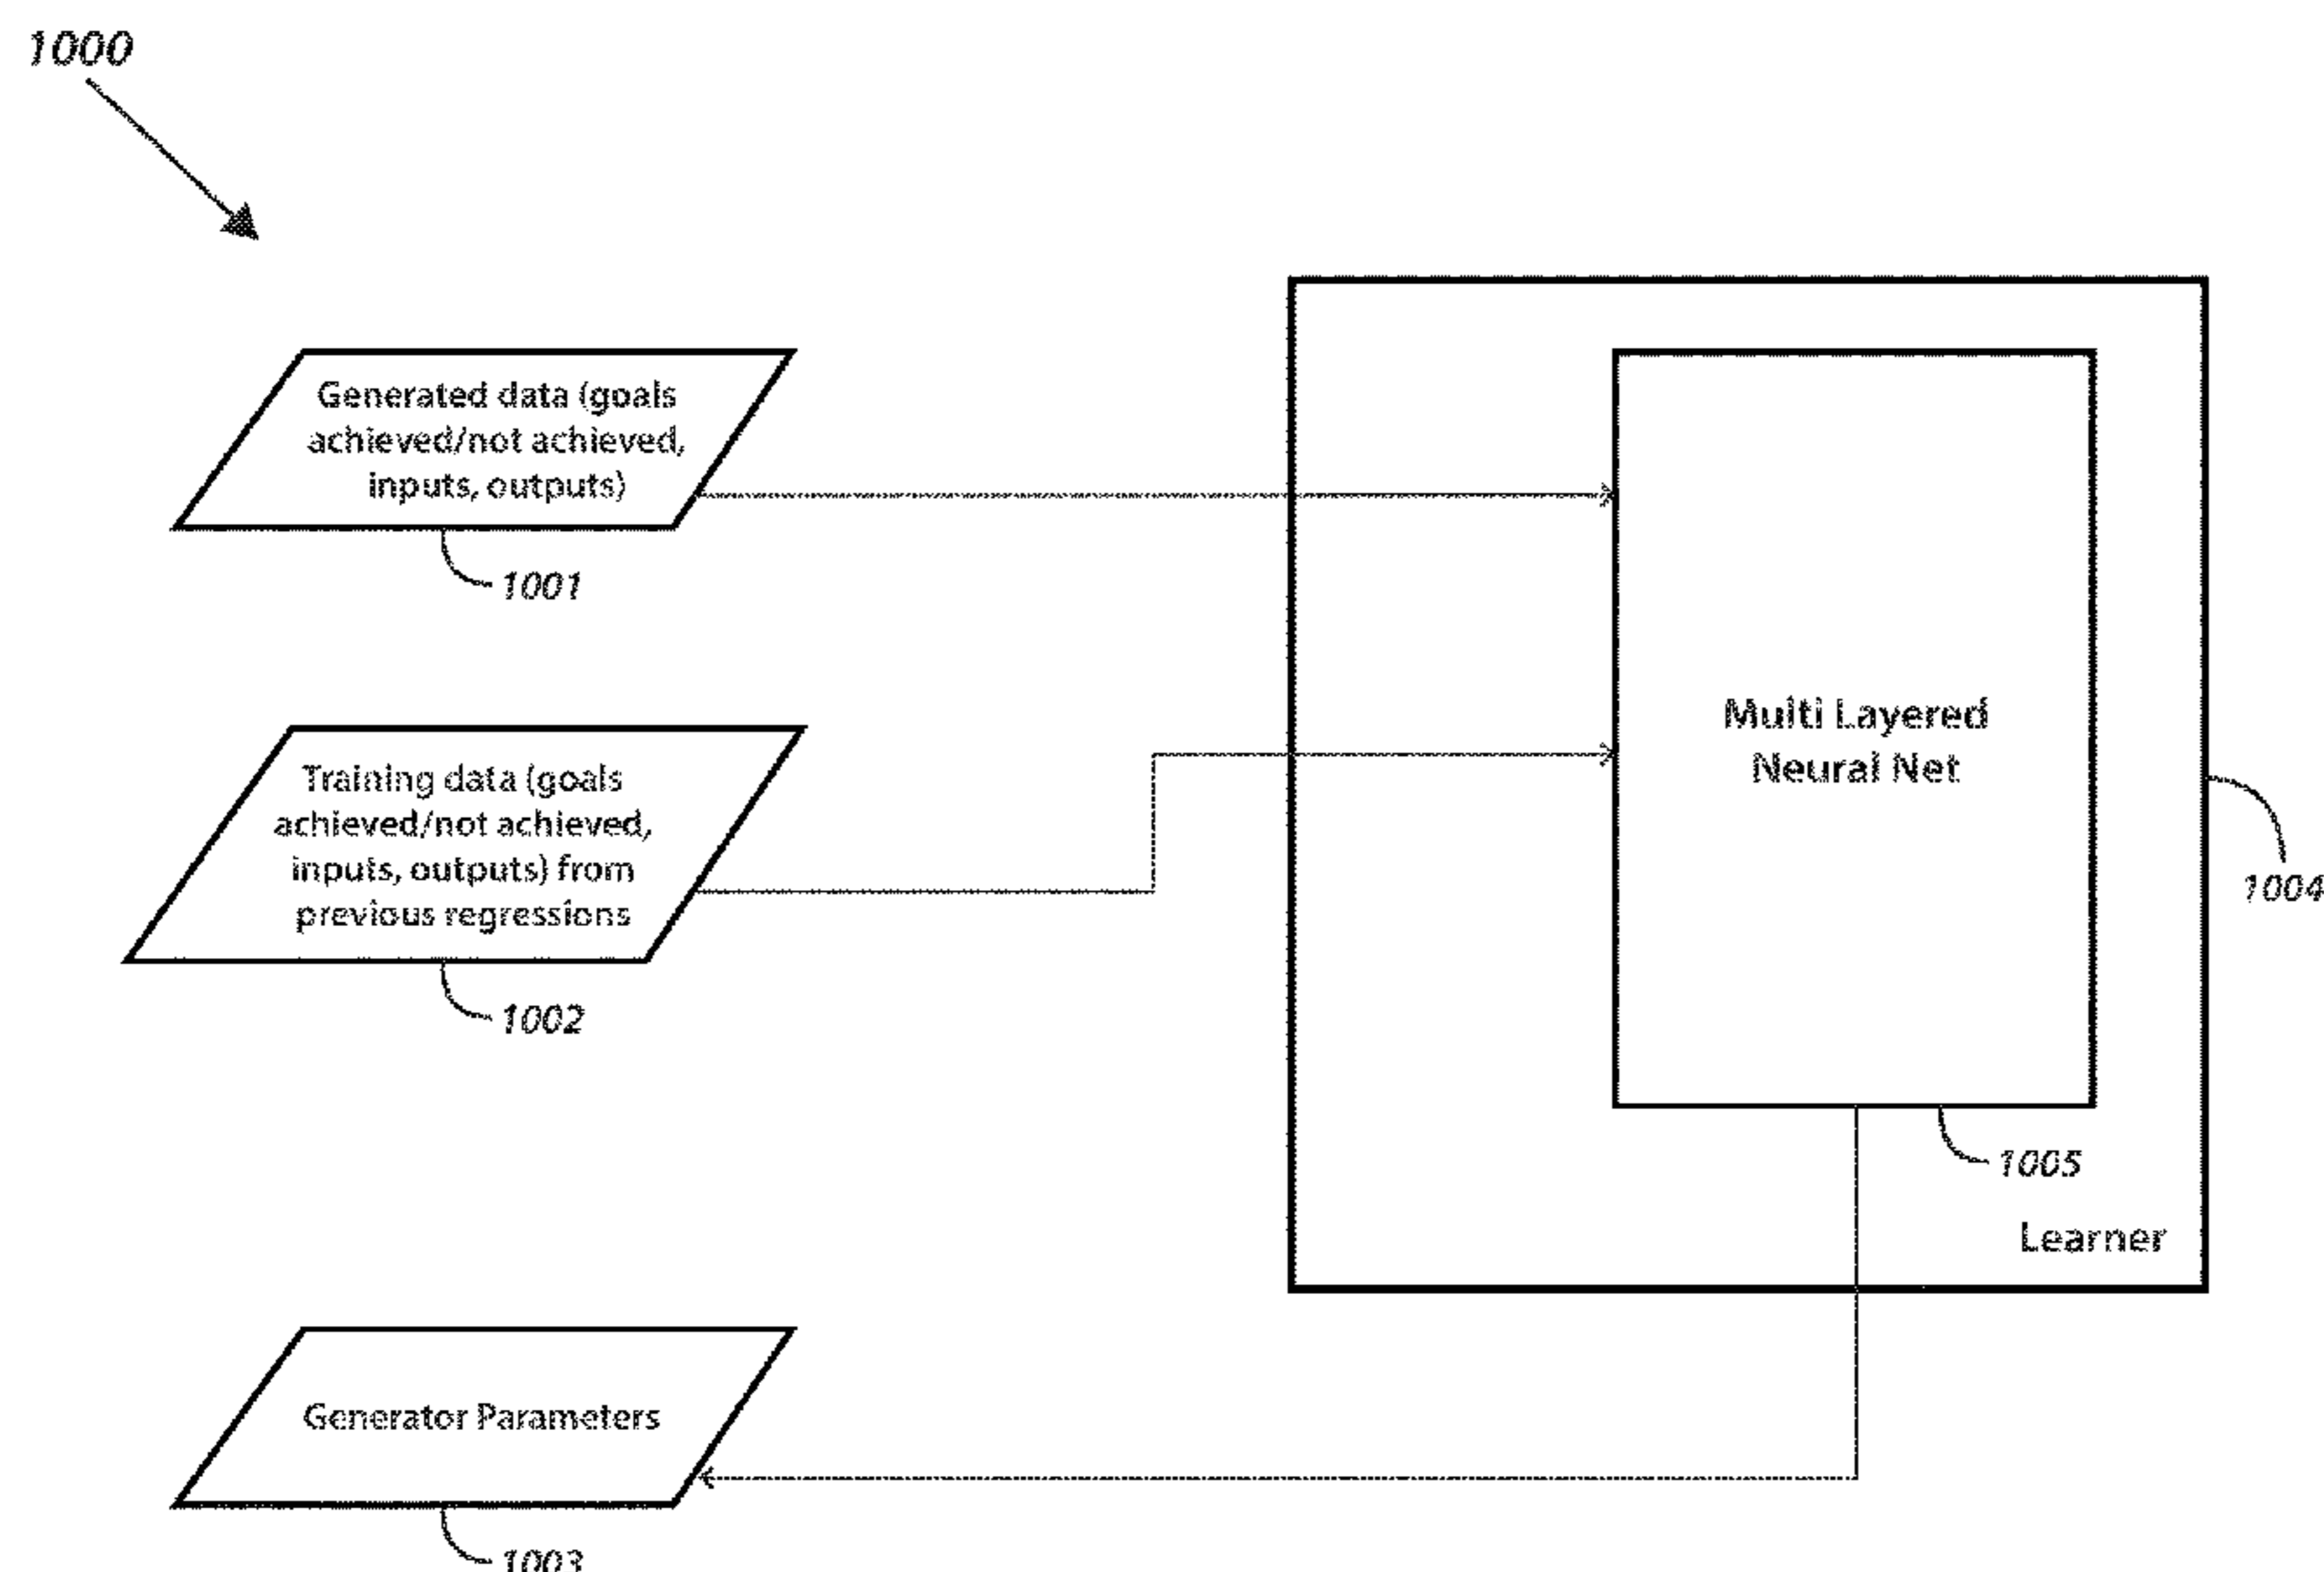 1000
Generated data (goals
achieved/not achieved,
inputs, outputs)
1001
Training data (goals
achieved/not achieved,
inputs, outputs) from
previous regressions
1002
Multi Layered
Neural Net
1004
1005
Learner
Generator Parameters
1003